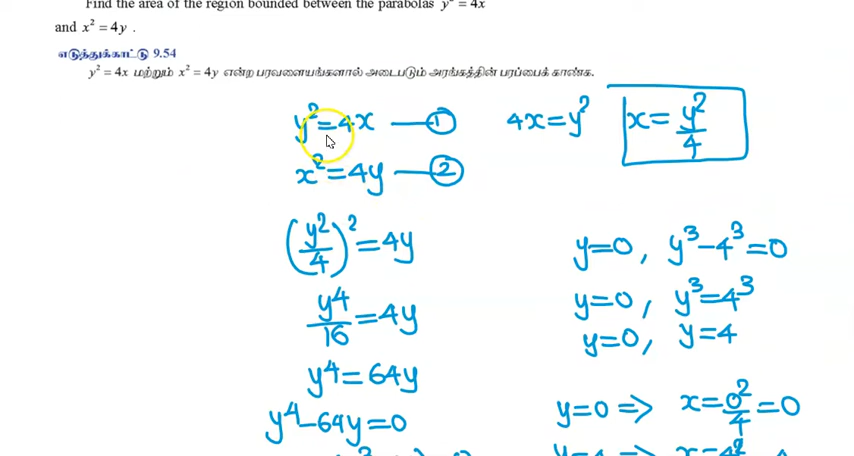 Find the area of the region bounded between the parabolas y² = 4x
and x² = 4y .
எடுத்துக்காட்டு 9.54
y² = 4x மற்றும் x² = 4y என்ற பரவளையங்களால் அடைபடும் அரங்கத்தின் பரப்பைக் காண்க.
y² = 4x —①
x² = 4y —②
(y²/4)² = 4y
y⁴/16 = 4y
y⁴ = 64y
y⁴ – 64y = 0
4x = y²
x = y²/4
y = 0 , y³ – 4³ = 0
y = 0 , y³ = 4³
y = 0 , y = 4
y = 0 => x = 0²/4 = 0